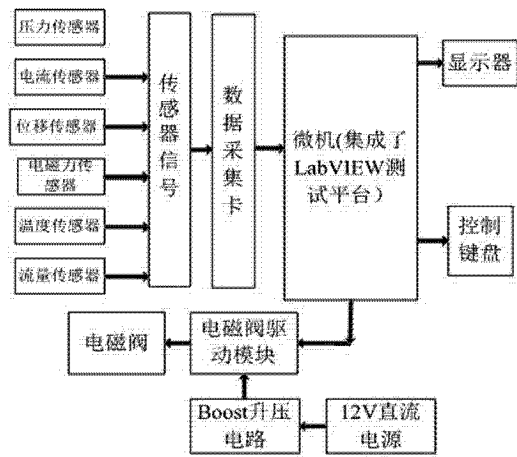 压力传感器
电流传感器
位移传感器
电磁力传
感器
温度传感器
流量传感器
传
感
器
信
号
数
据
采
集
卡
微机(集成了
LabVIEW测
试平台）
显示器
控制
键盘
电磁阀
电磁阀驱
动模块
Boost升压
电路
12V直流
电源